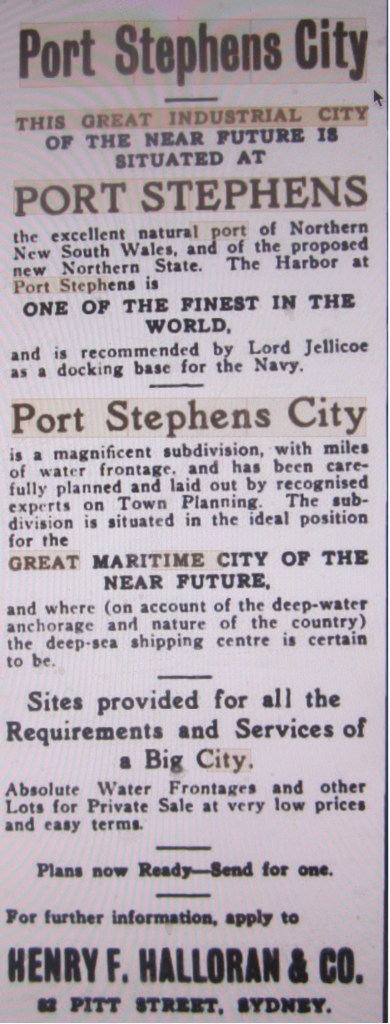 Port Stephens City
THIS GREAT INDUSTRIAL CITY
OF THE NEAR FUTURE IS
SITUATED AT
PORT STEPHENS
the excellent natural port of Northern
New South Wales, and of the proposed
new Northern State. The Harbor at
Port Stephens is
ONE OF THE FINEST IN THE
WORLD,
and is recommended by Lord Jellicoe
as a docking base for the Navy.
Port Stephens City
is a magnificent subdivision, with miles
of water frontage, and has been care-
fully planned and laid out by recognised
experts on Town Planning. The sub-
division is situated in the ideal position
for the
GREAT MARITIME CITY OF THE
NEAR FUTURE,
and where (on account of the deep-water
anchorage and nature of the country)
the deep-sea shipping centre is certain
to be.
Sites provided for all the
Requirements and Services of
a Big City.
Absolute Water Frontages and other
Lots for Private Sale at very low prices
and easy terms.
Plans now Ready—Send for one.
For further information, apply to
HENRY F. HALLORAN & CO.
82 PITT STREET, SYDNEY.